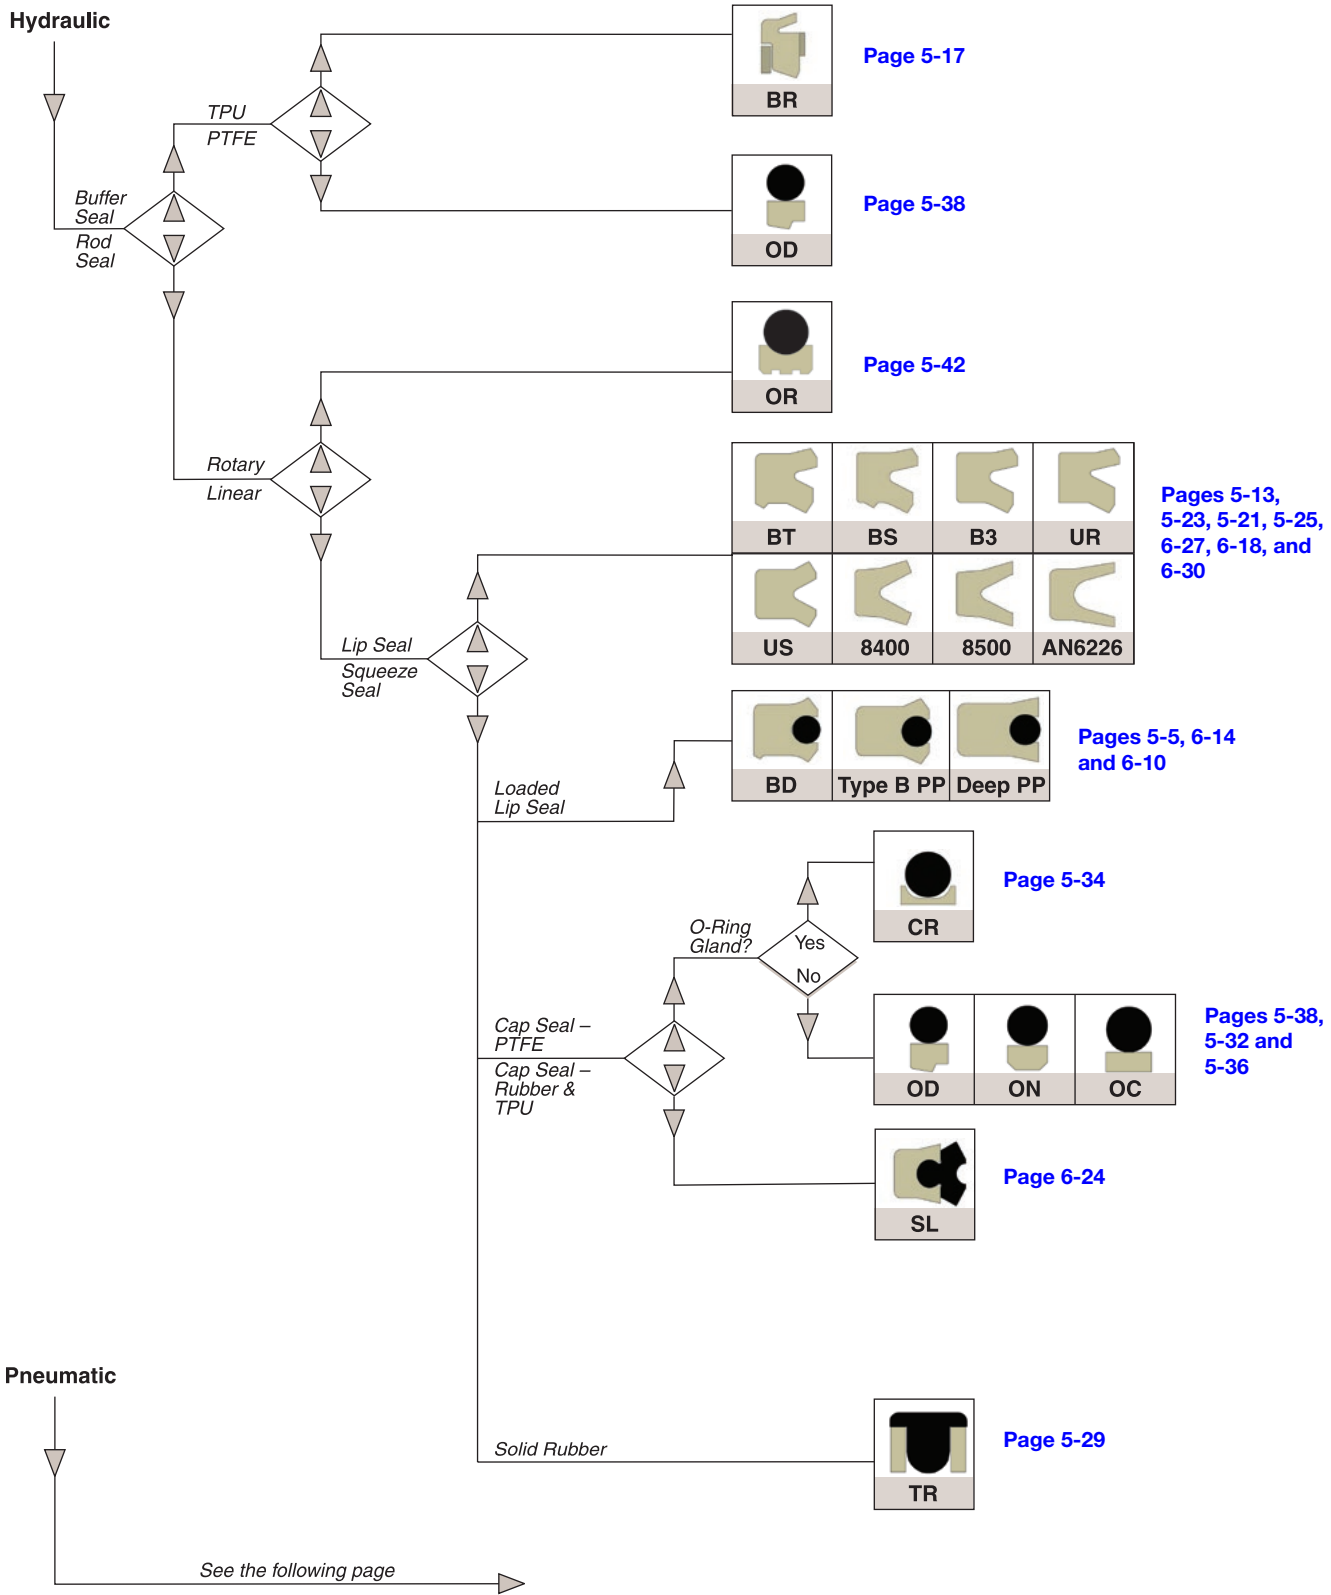 Hydraulic
BR
Page 5-17
TPU
PTFE
OD
Page 5-38
Buffer
Seal
Rod
Seal
OR
Page 5-42
Rotary
Linear
BT
BS
B3
UR
US
8400
8500
AN6226
Pages 5-13,
5-23, 5-21, 5-25,
6-27, 6-18, and
6-30
Lip Seal
Squeeze
Seal
BD
Type B PP
Deep PP
Pages 5-5, 6-14
and 6-10
Loaded
Lip Seal
CR
Page 5-34
O-Ring
Gland?
Yes
No
OD
ON
OC
Pages 5-38,
5-32 and
5-36
Cap Seal –
PTFE
Cap Seal –
Rubber &
TPU
SL
Page 6-24
Pneumatic
Solid Rubber
TR
Page 5-29
See the following page